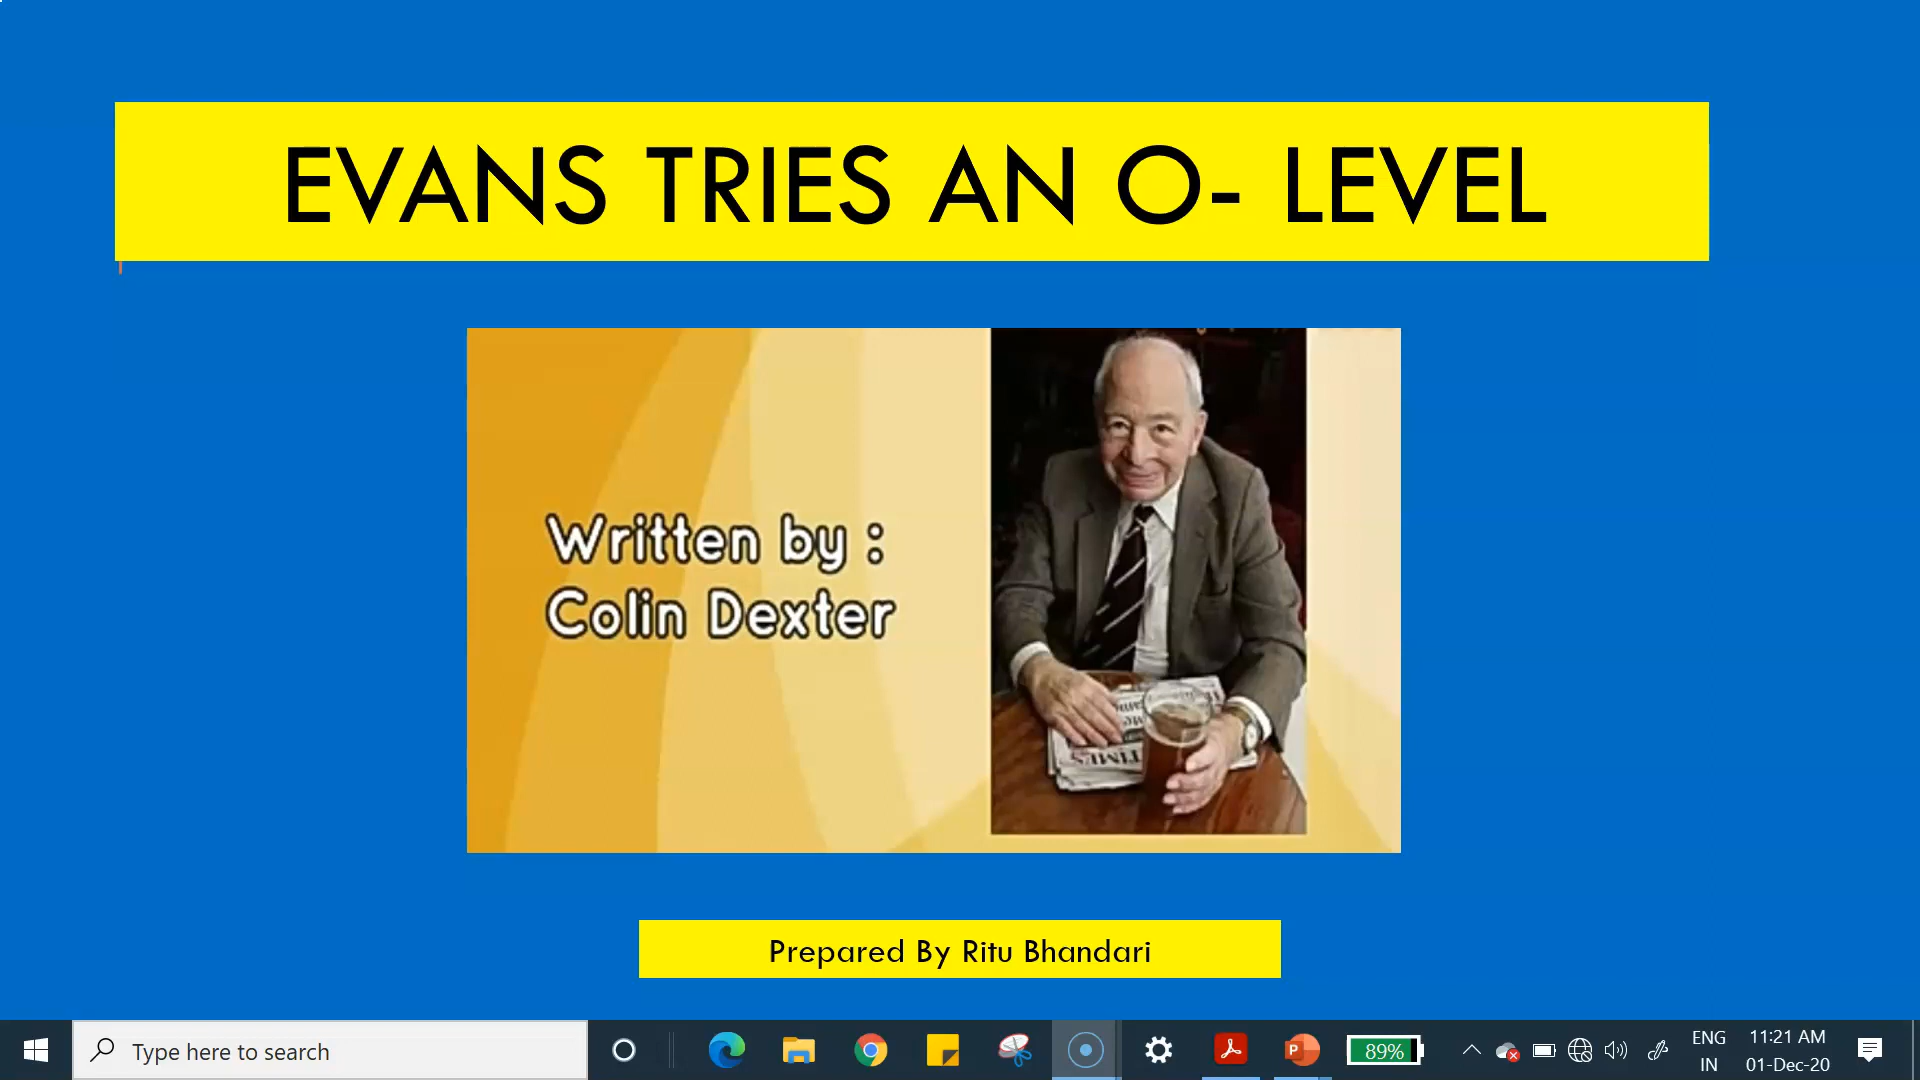 EVANS TRIES AN O- LEVEL
Written by :
Colin Dexter
TIMES
Prepared By Ritu Bhandari
Type here to search
89%
ENG
IN
11:21 AM
01-Dec-20